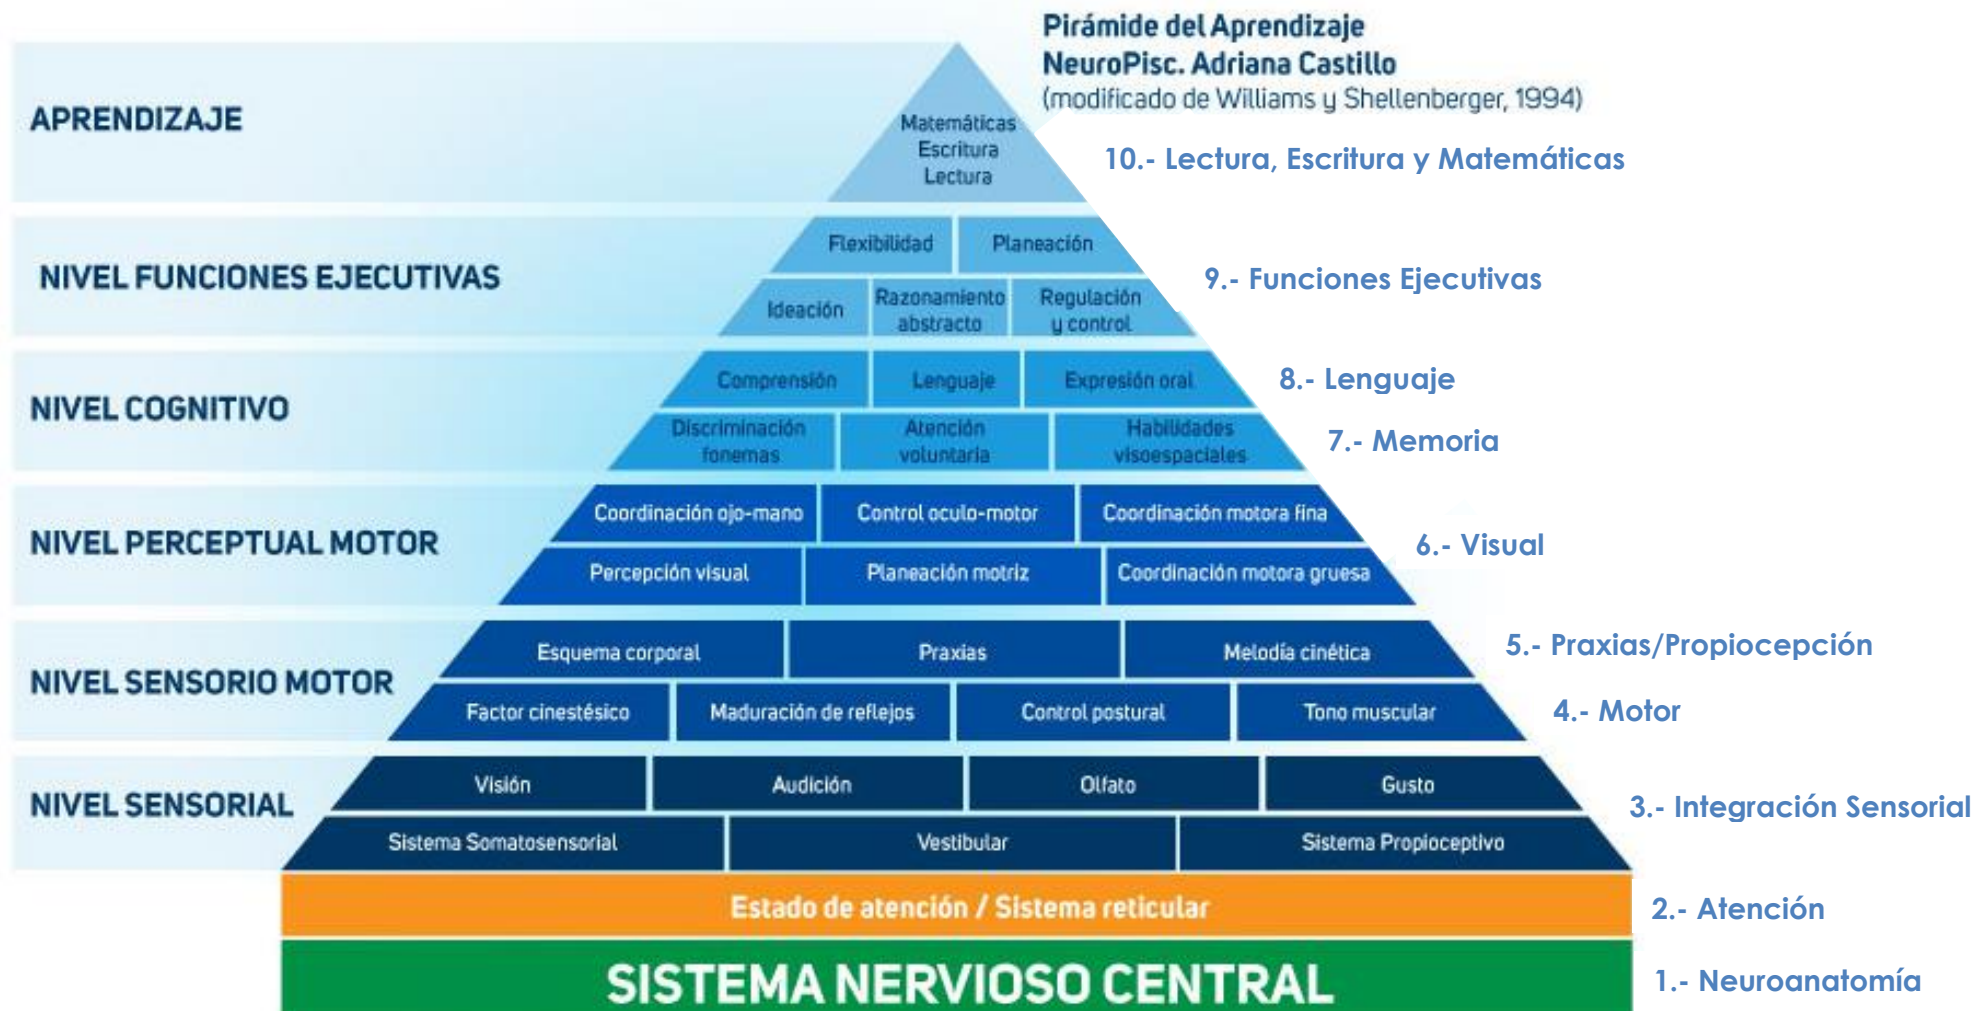 Pirámide del Aprendizaje
NeuroPisc. Adriana Castillo
(modificado de Williams y Shellenberger, 1994)
APRENDIZAJE
Matemáticas
Escritura
Lectura
10.- Lectura, Escritura y Matemáticas
NIVEL FUNCIONES EJECUTIVAS
Flexibilidad
Planeación
Ideación
Razonamiento
abstracto
Regulación
y control
9.- Funciones Ejecutivas
NIVEL COGNITIVO
Comprensión
Lenguaje
Expresión oral
8.- Lenguaje
Discriminación
fonemas
Atención
voluntaria
Habilidades
visoespaciales
7.- Memoria
NIVEL PERCEPTUAL MOTOR
Coordinación ojo-mano
Control oculo-motor
Coordinación motora fina
Percepción visual
Planeación motriz
Coordinación motora gruesa
6.- Visual
NIVEL SENSORIO MOTOR
Esquema corporal
Praxias
Melodía cinética
5.- Praxias/Propiocepción
Factor cinestésico
Maduración de reflejos
Control postural
Tono muscular
4.- Motor
NIVEL SENSORIAL
Visión
Audición
Olfato
Gusto
3.- Integración Sensorial
Sistema Somatosensorial
Vestibular
Sistema Propioceptivo
Estado de atención / Sistema reticular
2.- Atención
SISTEMA NERVIOSO CENTRAL
1.- Neuroanatomía